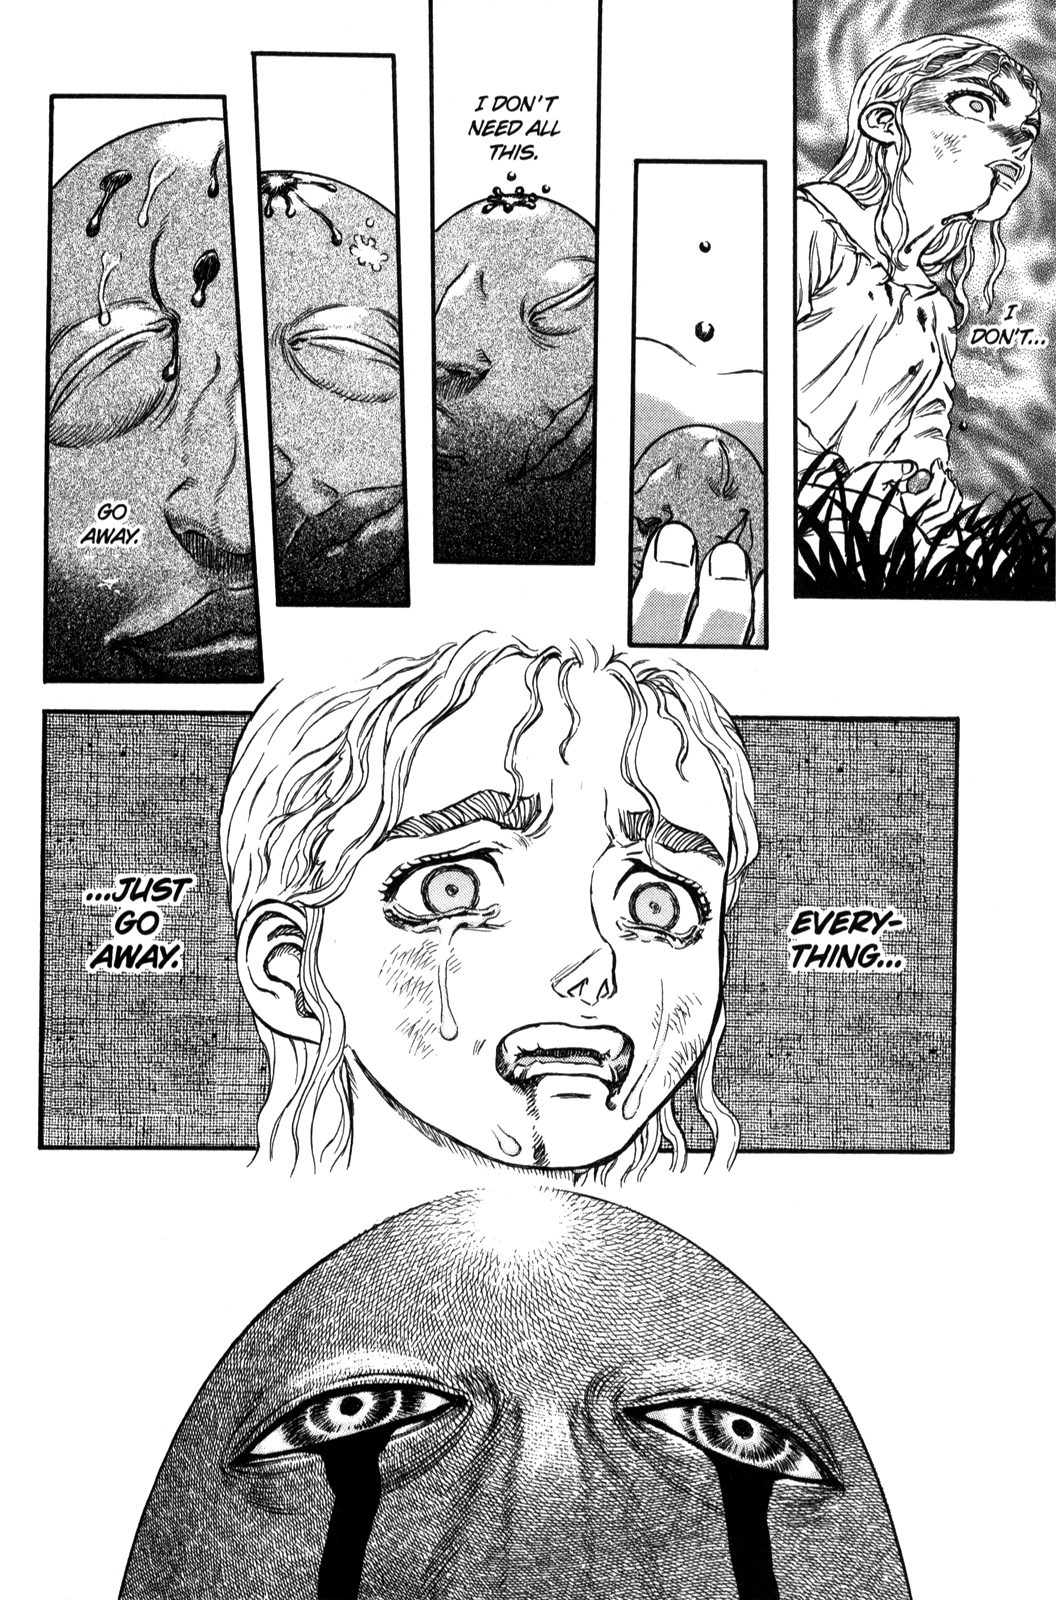 I
DON'T...
I DON'T
NEED ALL
THIS.
GO
AWAY.
EVERY-
THING...
...JUST
GO
AWAY.